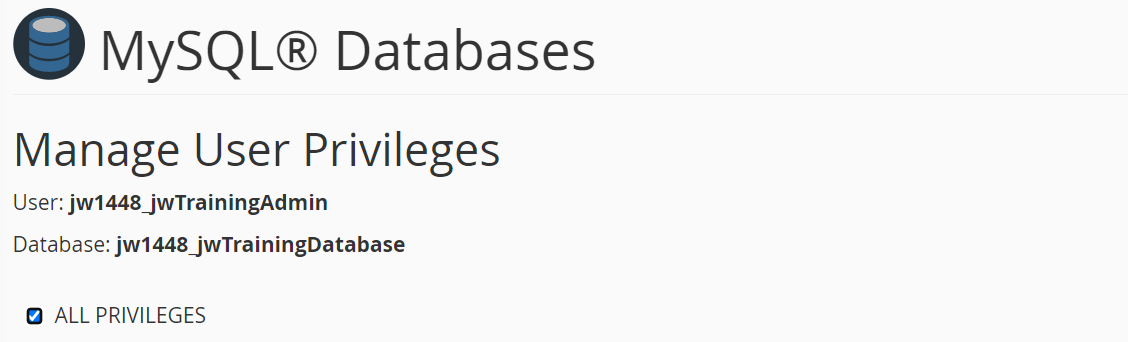 MySQL® Databases
Manage User Privileges
User: jw1448_jwTrainingAdmin
Database: jw1448_jwTrainingDatabase
ALL PRIVILEGES